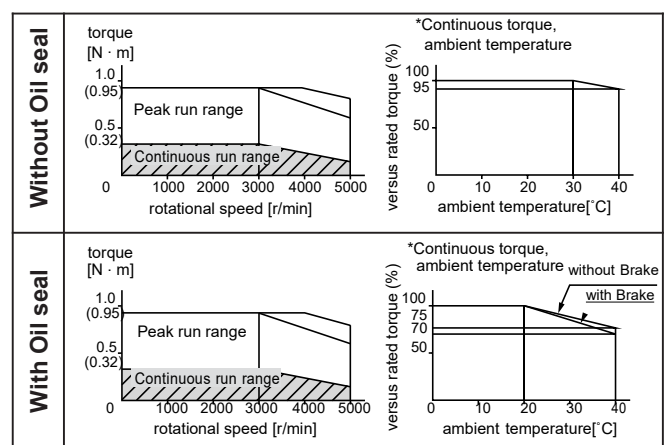 Without Oil seal
torque
[N · m]
1.0
(0.95)
Peak run range
0.5
(0.32)
Continuous run range
0 1000 2000 3000 4000 5000
rotational speed [r/min]
*Continuous torque,
ambient temperature
versus rated torque (%)
100
95
50
0 10 20 30 40
ambient temperature[˚C]
With Oil seal
torque
[N · m]
1.0
(0.95)
Peak run range
0.5
(0.32)
Continuous run range
0 1000 2000 3000 4000 5000
rotational speed [r/min]
*Continuous torque,
ambient temperature
without Brake
with Brake
versus rated torque (%)
100
75
70
50
0 10 20 30 40
ambient temperature[˚C]